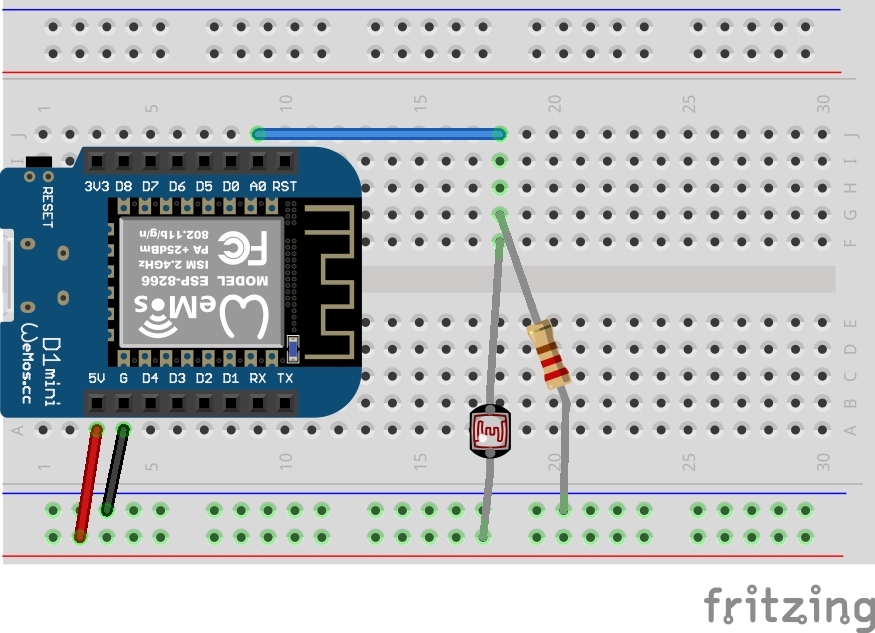 1 5 10 15 20 25 30
J J
I I
H
G
F
3V3 D8 D7 D6 D5 D0 A0 RST
RESET
802.11b/g/n
PA +25dBm
ISM 2.4GHz
MODEL ESP-8266
FC
WeMos
D1mini
WeMos.cc
5V G D4 D3 D2 D1 RX TX
E
D
C
B
A A
1 5 10 15 20 25 30
fritzing